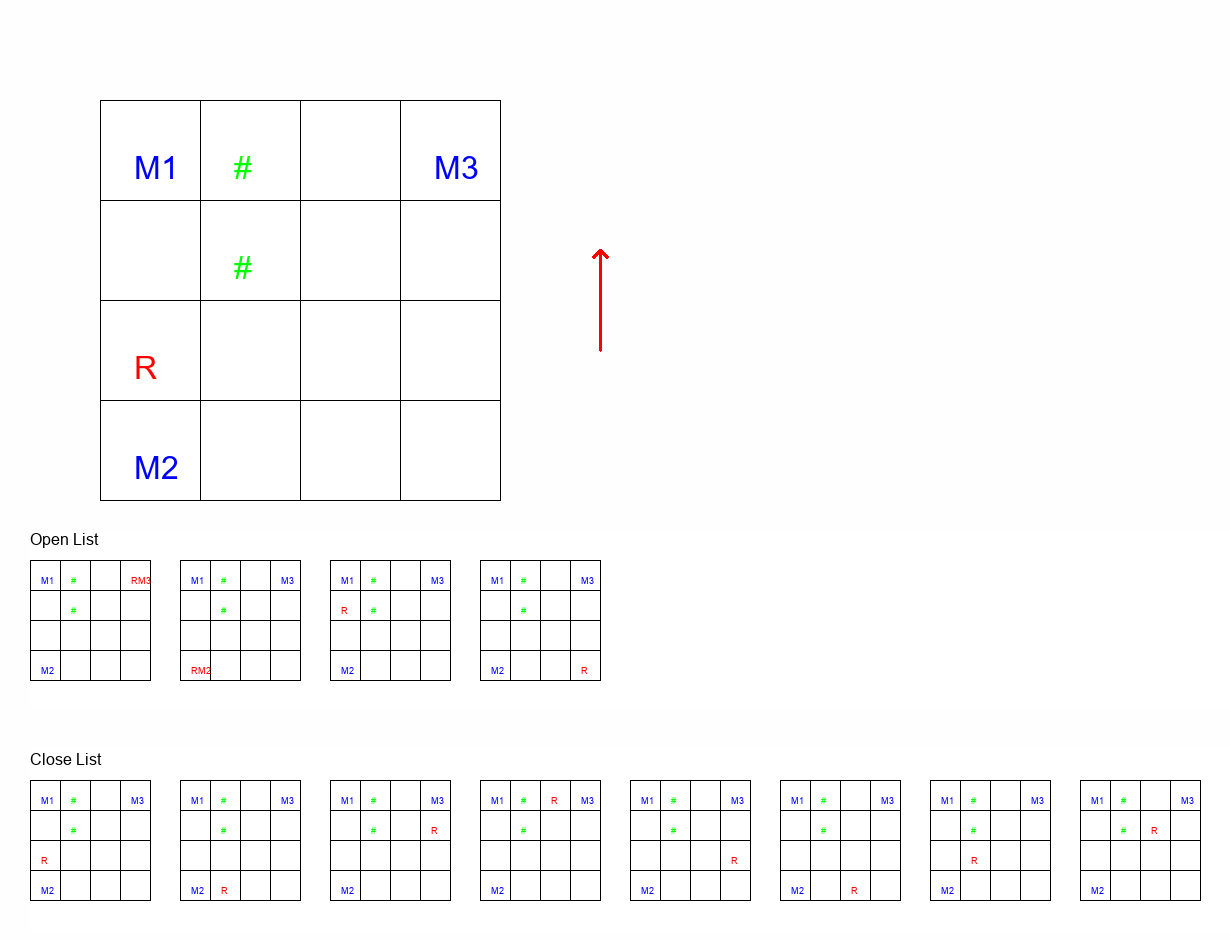 M1 # M3
#
R
M2
Open List
M1 # RM3 M1 # M3 M1 # M3 M1 # M3
# # R # #
M2 RM2 M2 M2 R
Close List
M1 # M3 M1 # M3 M1 # M3 M1 # R M3 M1 # M3 M1 # M3 M1 # M3 M1 # M3
# # # R # # # # # R
R R R
M2 M2 R M2 M2 M2 M2 R M2 M2